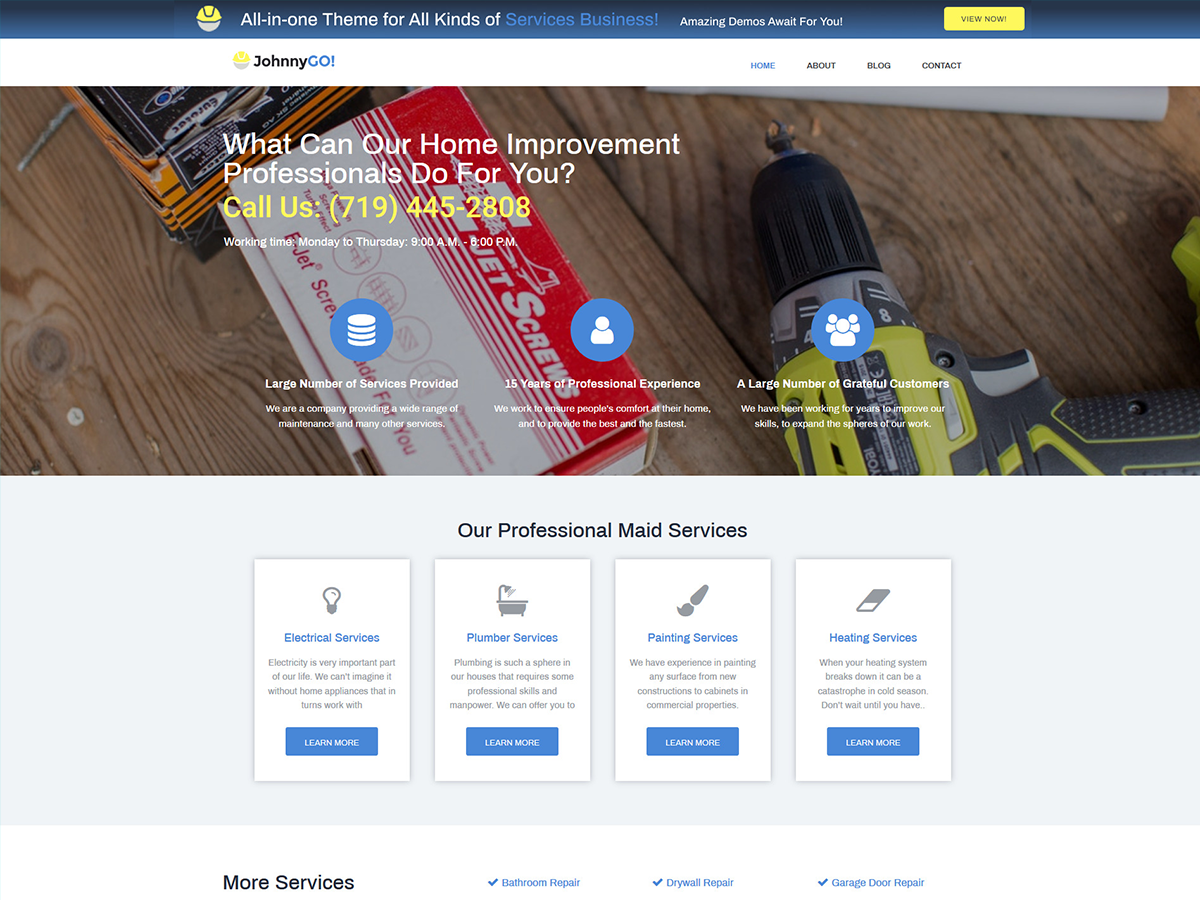 All-in-one Theme for All Kinds of Services Business! Amazing Demos Await For You! VIEW NOW!
JohnnyGO! HOME ABOUT BLOG CONTACT
What Can Our Home Improvement
Professionals Do For You?
Call Us: (719) 445-2808
Working time: Monday to Thursday: 9:00 A.M. - 6:00 P.M.
Large Number of Services Provided
We are a company providing a wide range of
maintenance and many other services.
15 Years of Professional Experience
We work to ensure people's comfort at their home,
and to provide the best and the fastest.
A Large Number of Grateful Customers
We have been working for years to improve our
skills, to expand the spheres of our work.
SCREWS
8
Our Professional Maid Services
Electrical Services
Electricity is very important part
of our life. We can't imagine it
without home appliances that in
turns work with
LEARN MORE
Plumber Services
Plumbing is such a sphere in
our houses that requires some
professional skills and
manpower. We can offer you to
LEARN MORE
Painting Services
We have experience in painting
any surface from new
constructions to cabinets in
commercial properties.
LEARN MORE
Heating Services
When your heating system
breaks down it can be a
catastrophe in cold season.
Don't wait until you have..
LEARN MORE
More Services
Bathroom Repair
Drywall Repair
Garage Door Repair